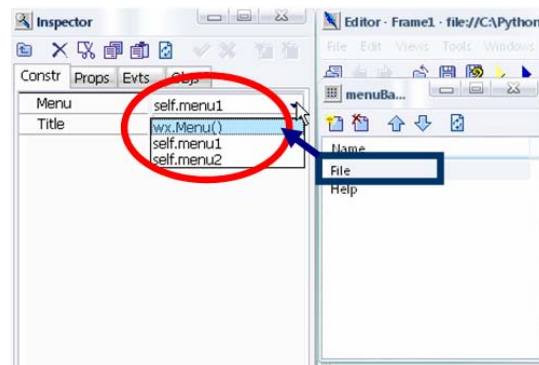 Inspector
Constr Props Evts Objs
Menu self.menu1
Title
wx.Menu()
self.menu1
self.menu2
Editor - Frame1 - file://C:\Python
File Edit Views Tools Windows
menuBa...
Name
File
Help